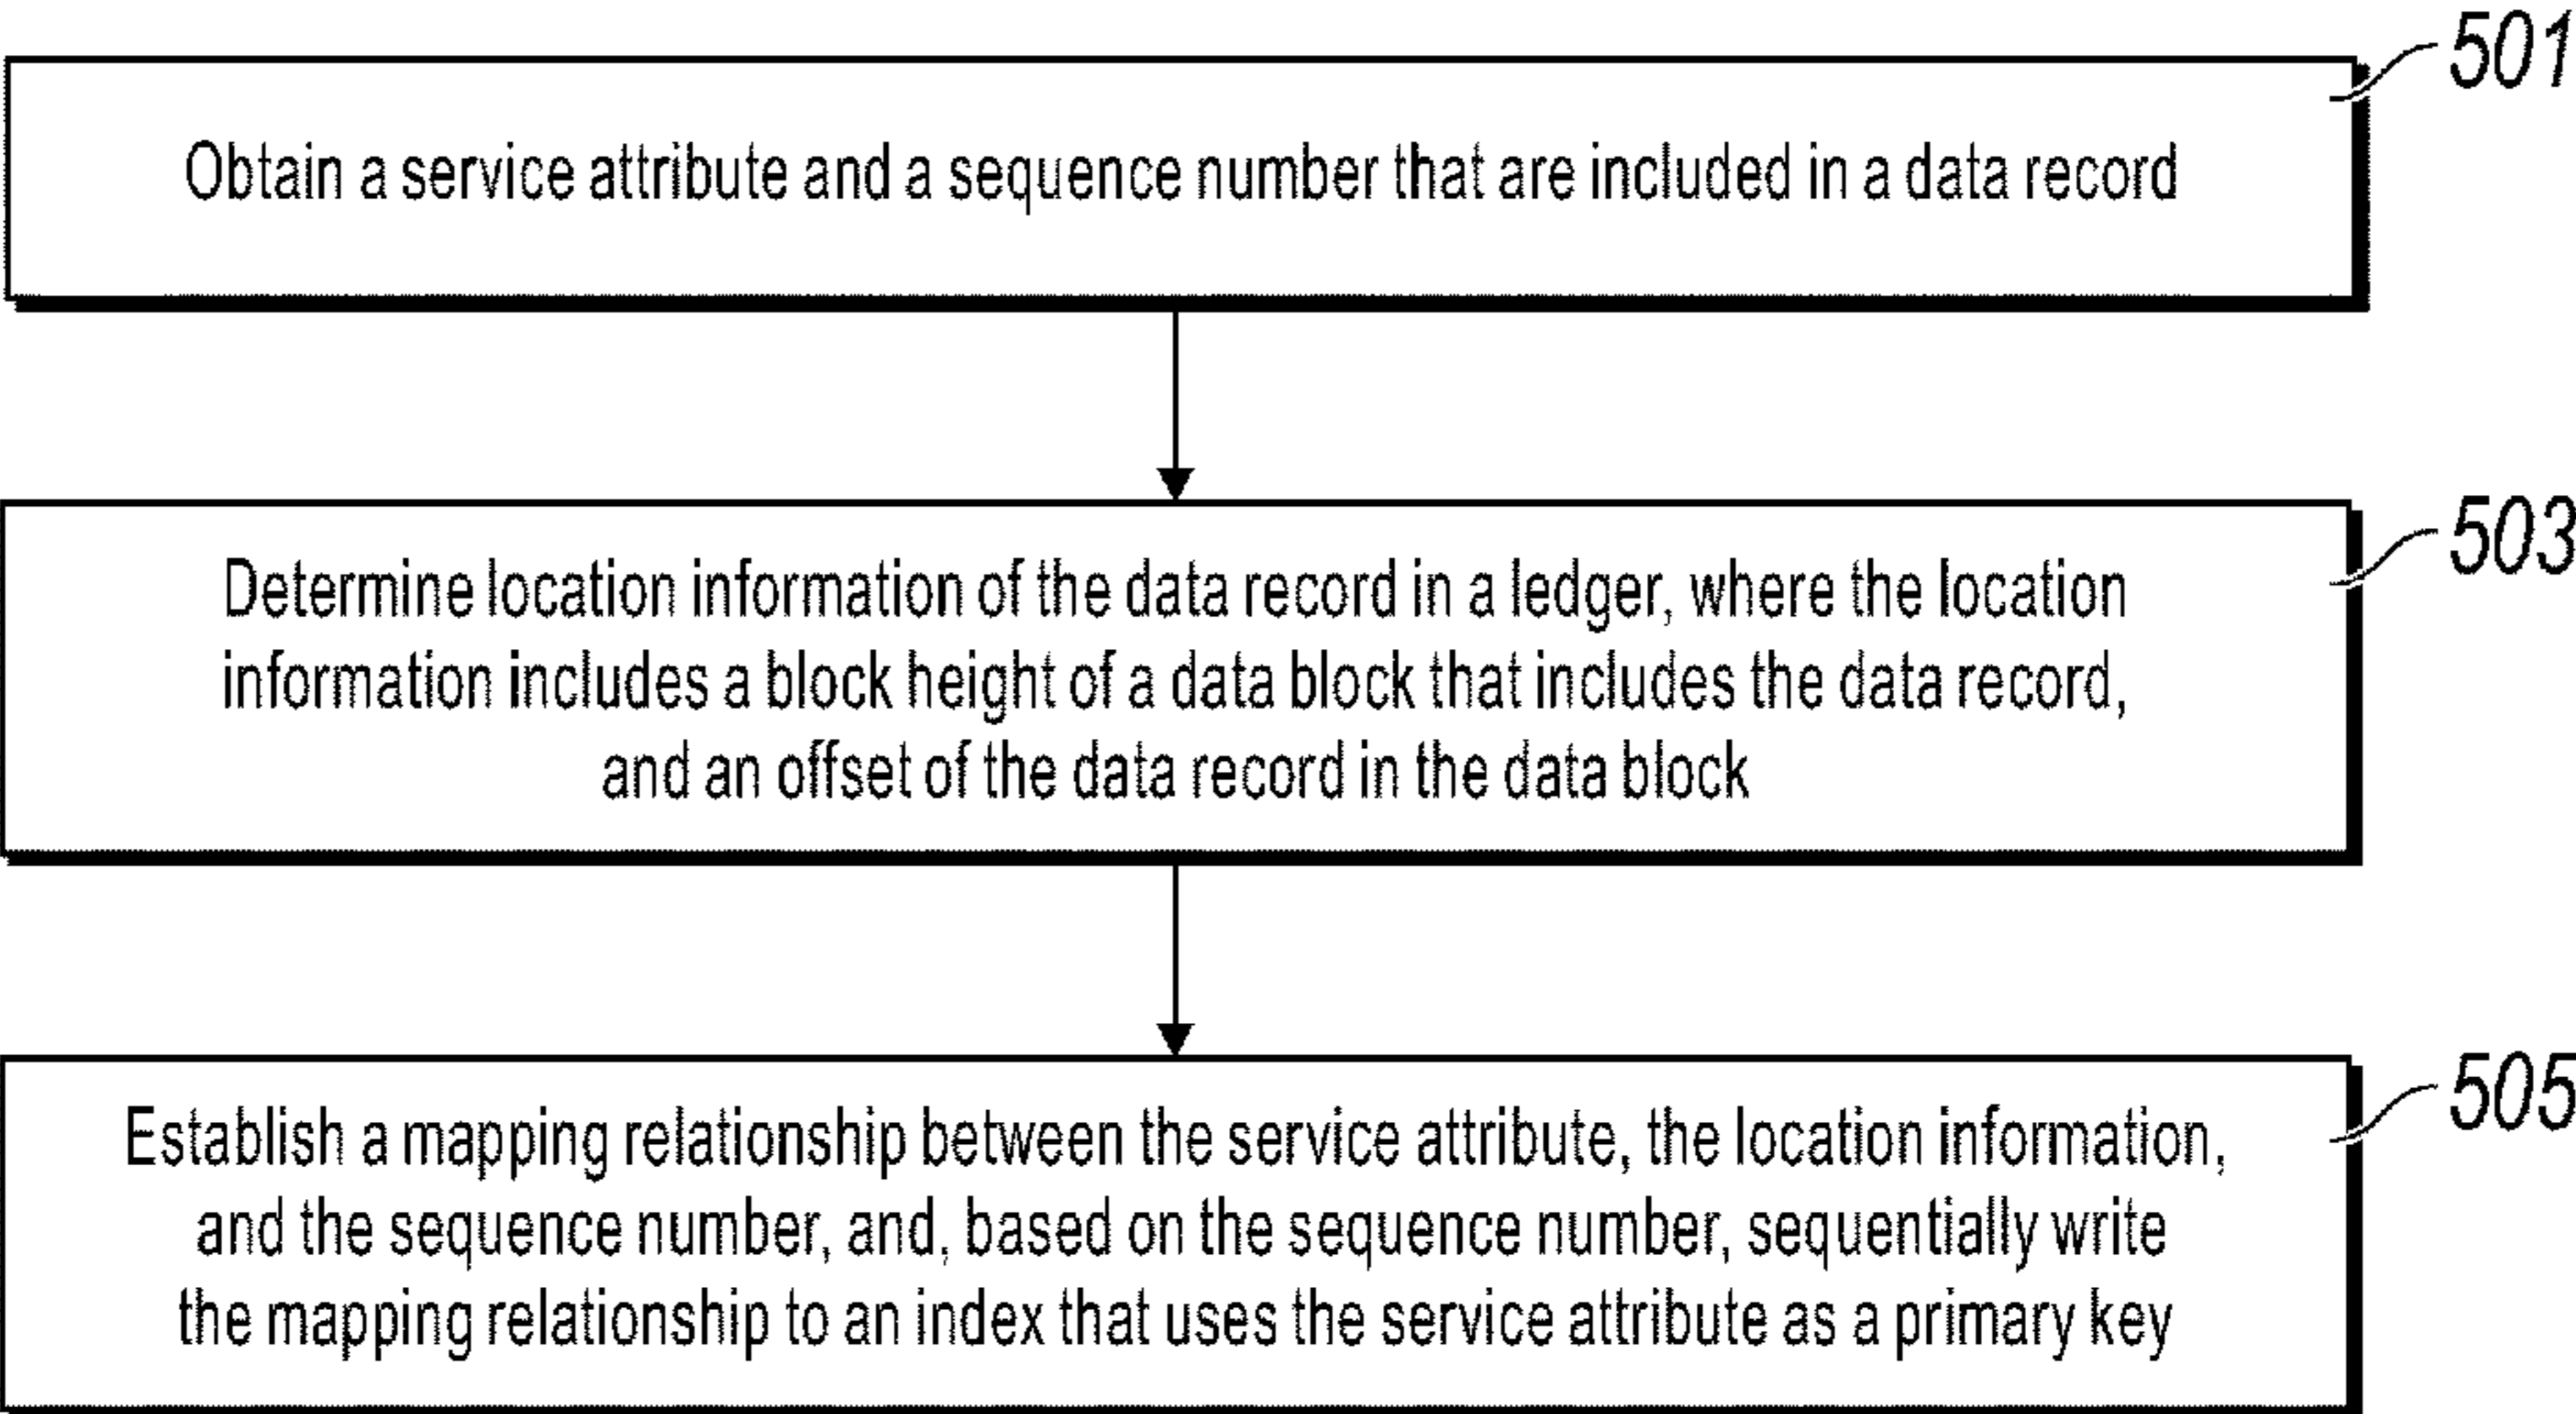 501
Obtain a service attribute and a sequence number that are included in a data record
503
Determine location information of the data record in a ledger, where the location
information includes a block height of a data block that includes the data record,
and an offset of the data record in the data block
505
Establish a mapping relationship between the service attribute, the location information,
and the sequence number, and, based on the sequence number, sequentially write
the mapping relationship to an index that uses the service attribute as a primary key